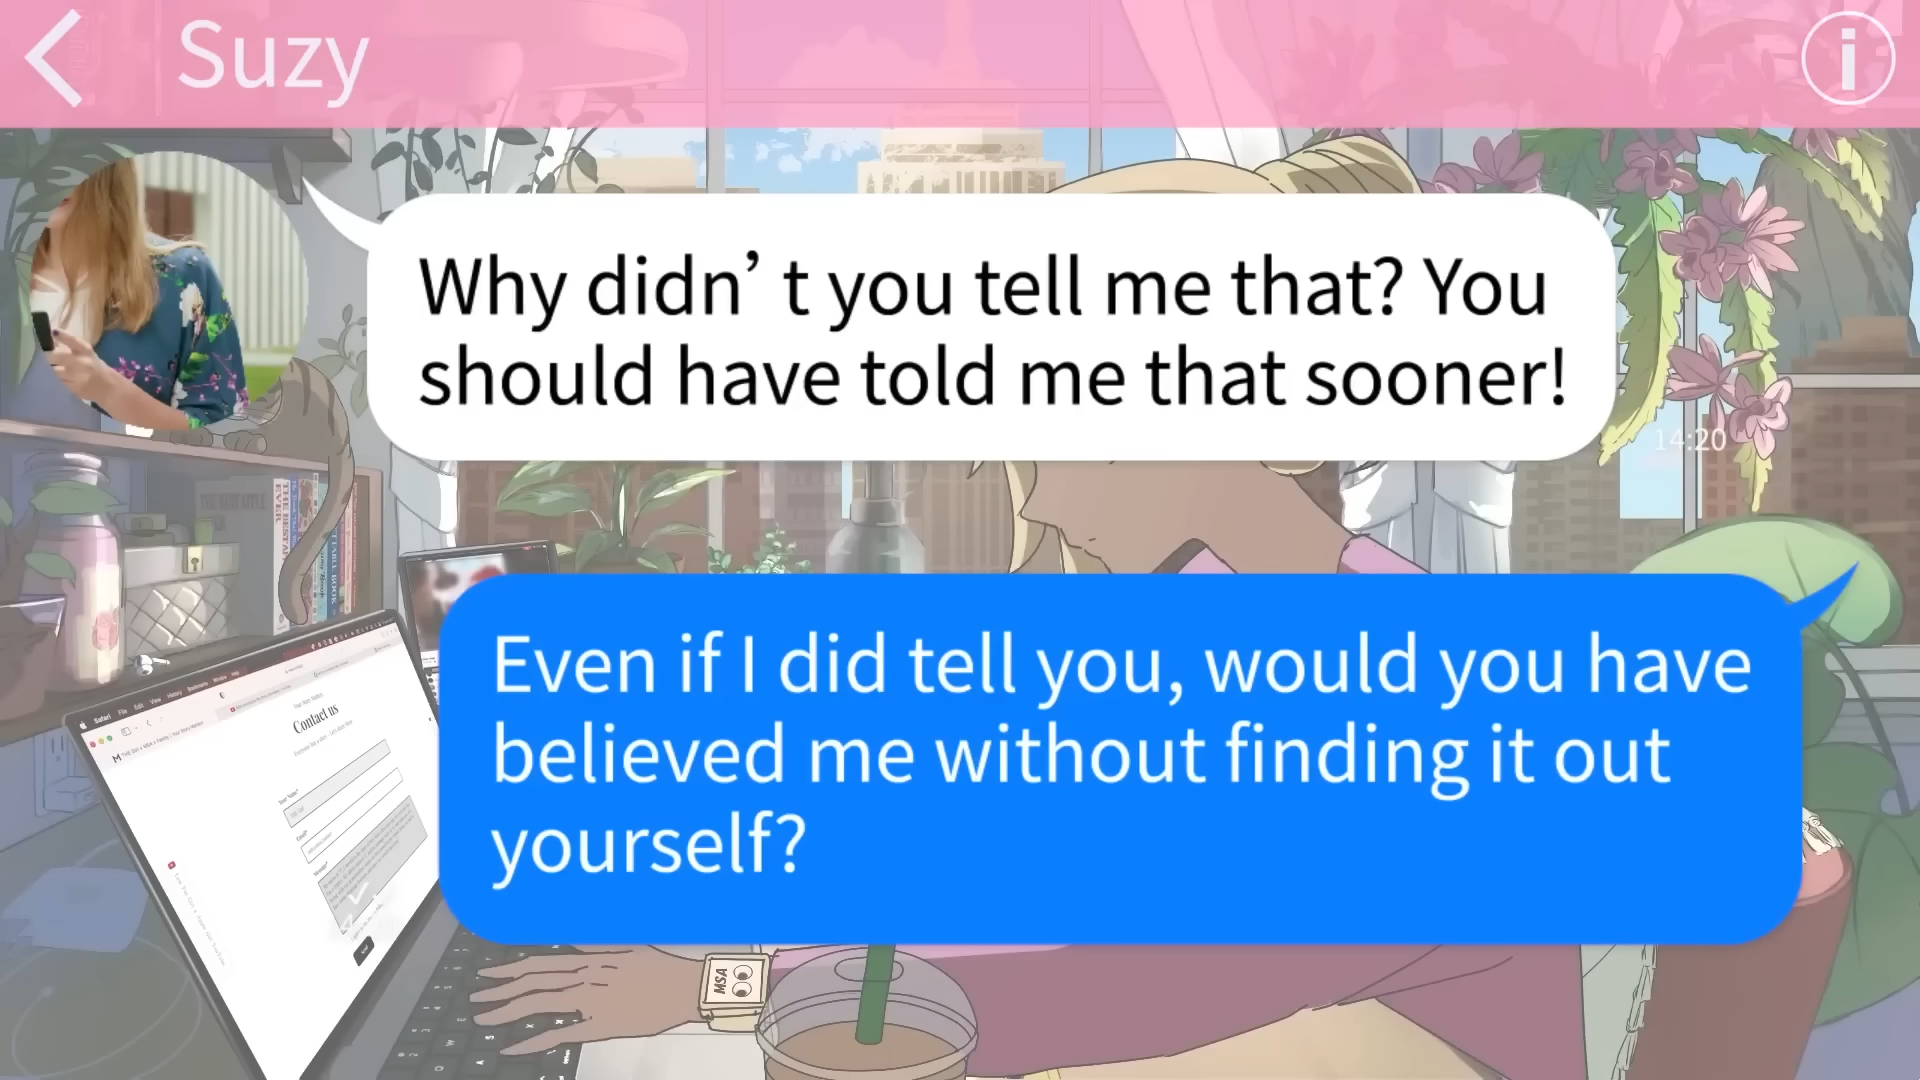 Suzy
i
Why didn’t you tell me that? You
should have told me that sooner!
14:20
Even if I did tell you, would you have
believed me without finding it out
yourself?
Contact us
MSA